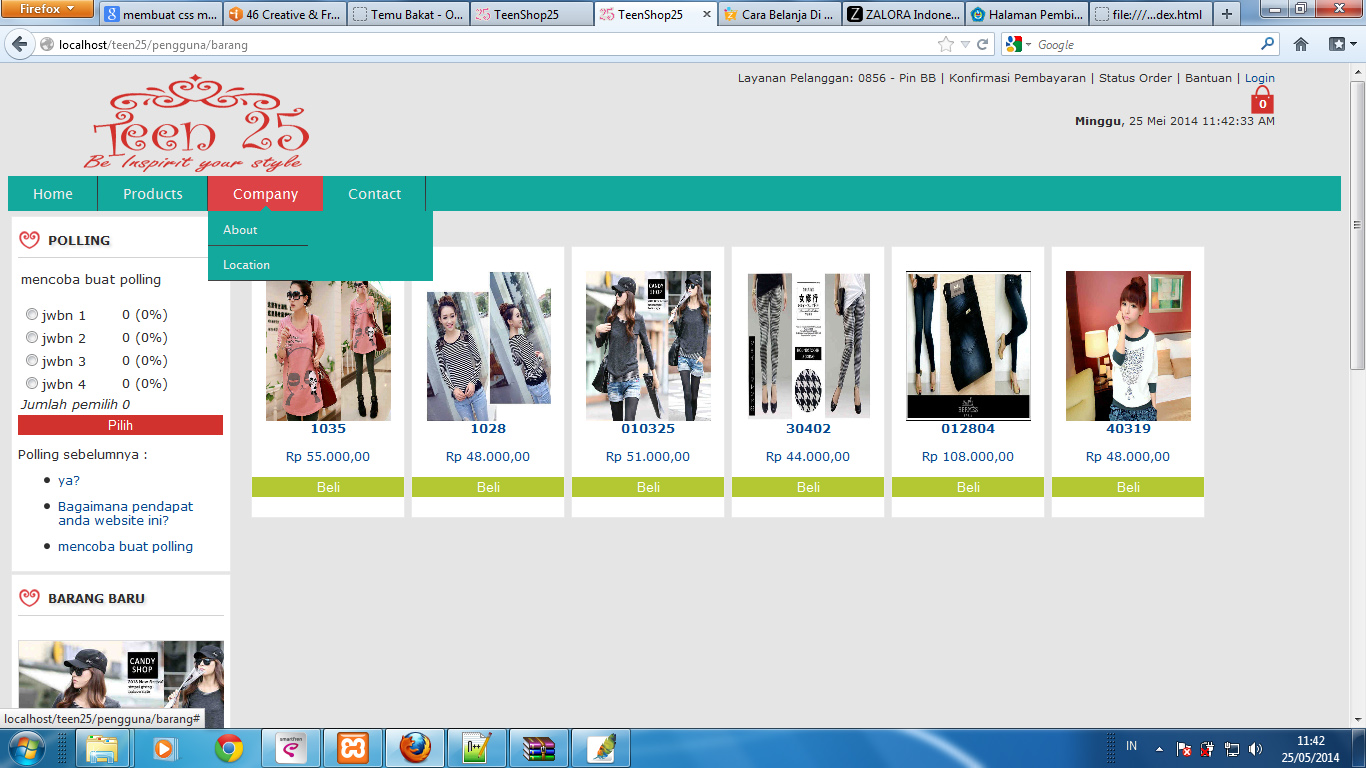 Firefox
membuat css m...
46 Creative & Fr...
Temu Bakat - O...
TeenShop25
TeenShop25
Cara Belanja Di ...
ZALORA Indone...
Halaman Pembi...
file:///...dex.html
localhost/teen25/pengguna/barang
Google
Teen 25
Be Inspirit your style
Layanan Pelanggan: 0856 - Pin BB | Konfirmasi Pembayaran | Status Order | Bantuan | Login
0
Minggu, 25 Mei 2014 11:42:33 AM
Home Products Company Contact
About
Location
POLLING
mencoba buat polling
jwbn 1 0 (0%)
jwbn 2 0 (0%)
jwbn 3 0 (0%)
jwbn 4 0 (0%)
Jumlah pemilih 0
Pilih
Polling sebelumnya :
ya?
Bagaimana pendapat
anda website ini?
mencoba buat polling
BARANG BARU
CANDY
SHOP
CANDY
SHOP
女修行
HERMES
1035 1028 010325 30402 012804 40319
Rp 55.000,00 Rp 48.000,00 Rp 51.000,00 Rp 44.000,00 Rp 108.000,00 Rp 48.000,00
Beli Beli Beli Beli Beli Beli
localhost/teen25/pengguna/barang#
smartfren
IN
11:42
25/05/2014